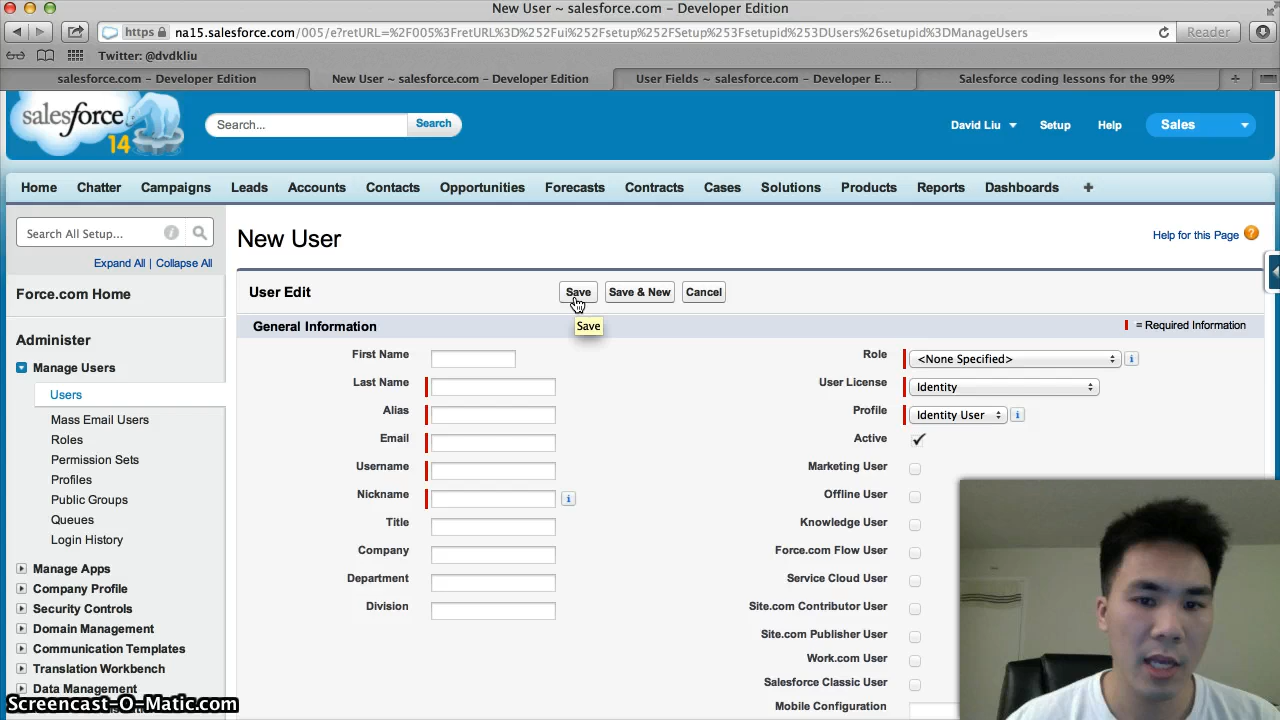 New User ~ salesforce.com – Developer Edition
https na15.salesforce.com/005/e?retURL=%2F005%3FretURL%3D%252Fui%252Fsetup%252FSetup%253Fsetupid%253DUsers%26setupid%3DManageUsers Reader
Twitter: @dvdkliu
salesforce.com – Developer Edition New User ~ salesforce.com – Developer Edition User Fields ~ salesforce.com – Developer E... Salesforce coding lessons for the 99%
salesforce 14 Search... Search David Liu Setup Help Sales
Home Chatter Campaigns Leads Accounts Contacts Opportunities Forecasts Contracts Cases Solutions Products Reports Dashboards +
Search All Setup...
Expand All | Collapse All
Force.com Home
Administer
Manage Users
Users
Mass Email Users
Roles
Permission Sets
Profiles
Public Groups
Queues
Login History
Manage Apps
Company Profile
Security Controls
Domain Management
Communication Templates
Translation Workbench
Data Management
New User
Help for this Page ?
User Edit Save Save & New Cancel
Save
General Information = Required Information
First Name
Last Name
Alias
Email
Username
Nickname
Title
Company
Department
Division
Role <None Specified>
User License Identity
Profile Identity User
Active
Marketing User
Offline User
Knowledge User
Force.com Flow User
Service Cloud User
Site.com Contributor User
Site.com Publisher User
Work.com User
Salesforce Classic User
Mobile Configuration
Screencast-O-Matic.com